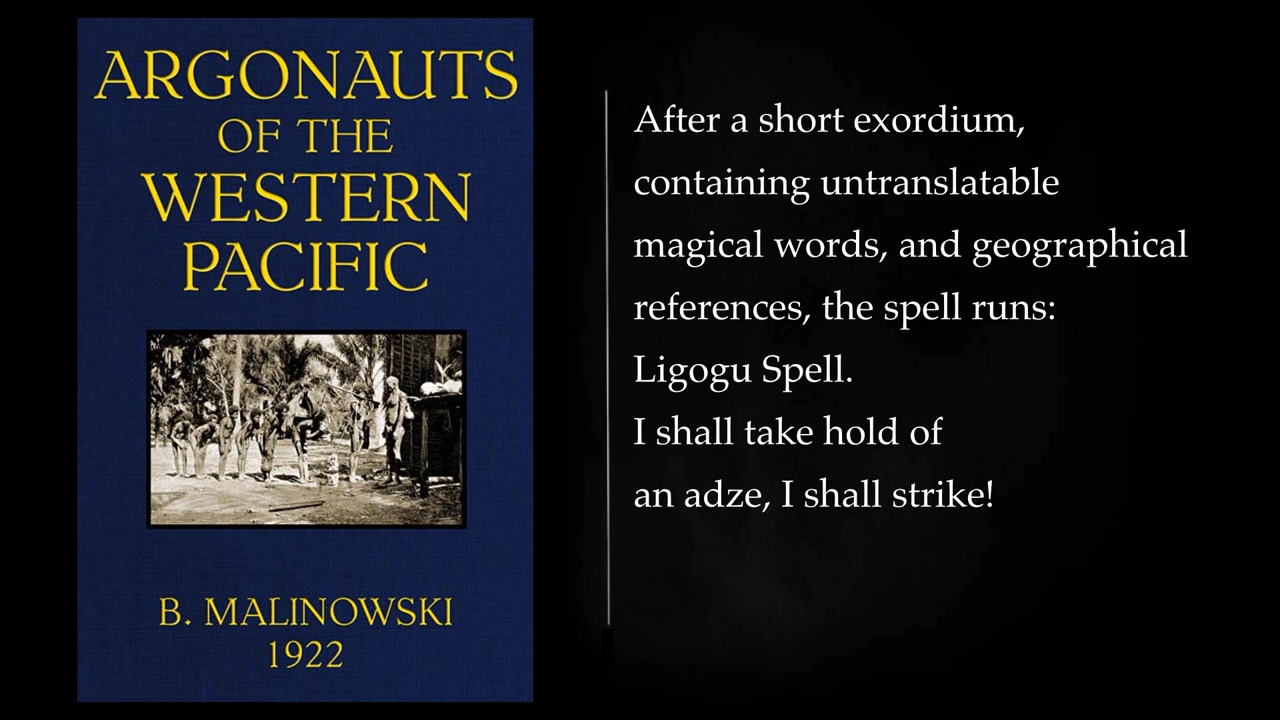 ARGONAUTS
OF THE
WESTERN
PACIFIC
B. MALINOWSKI
1922
After a short exordium,
containing untranslatable
magical words, and geographical
references, the spell runs:
Ligogu Spell.
I shall take hold of
an adze, I shall strike!